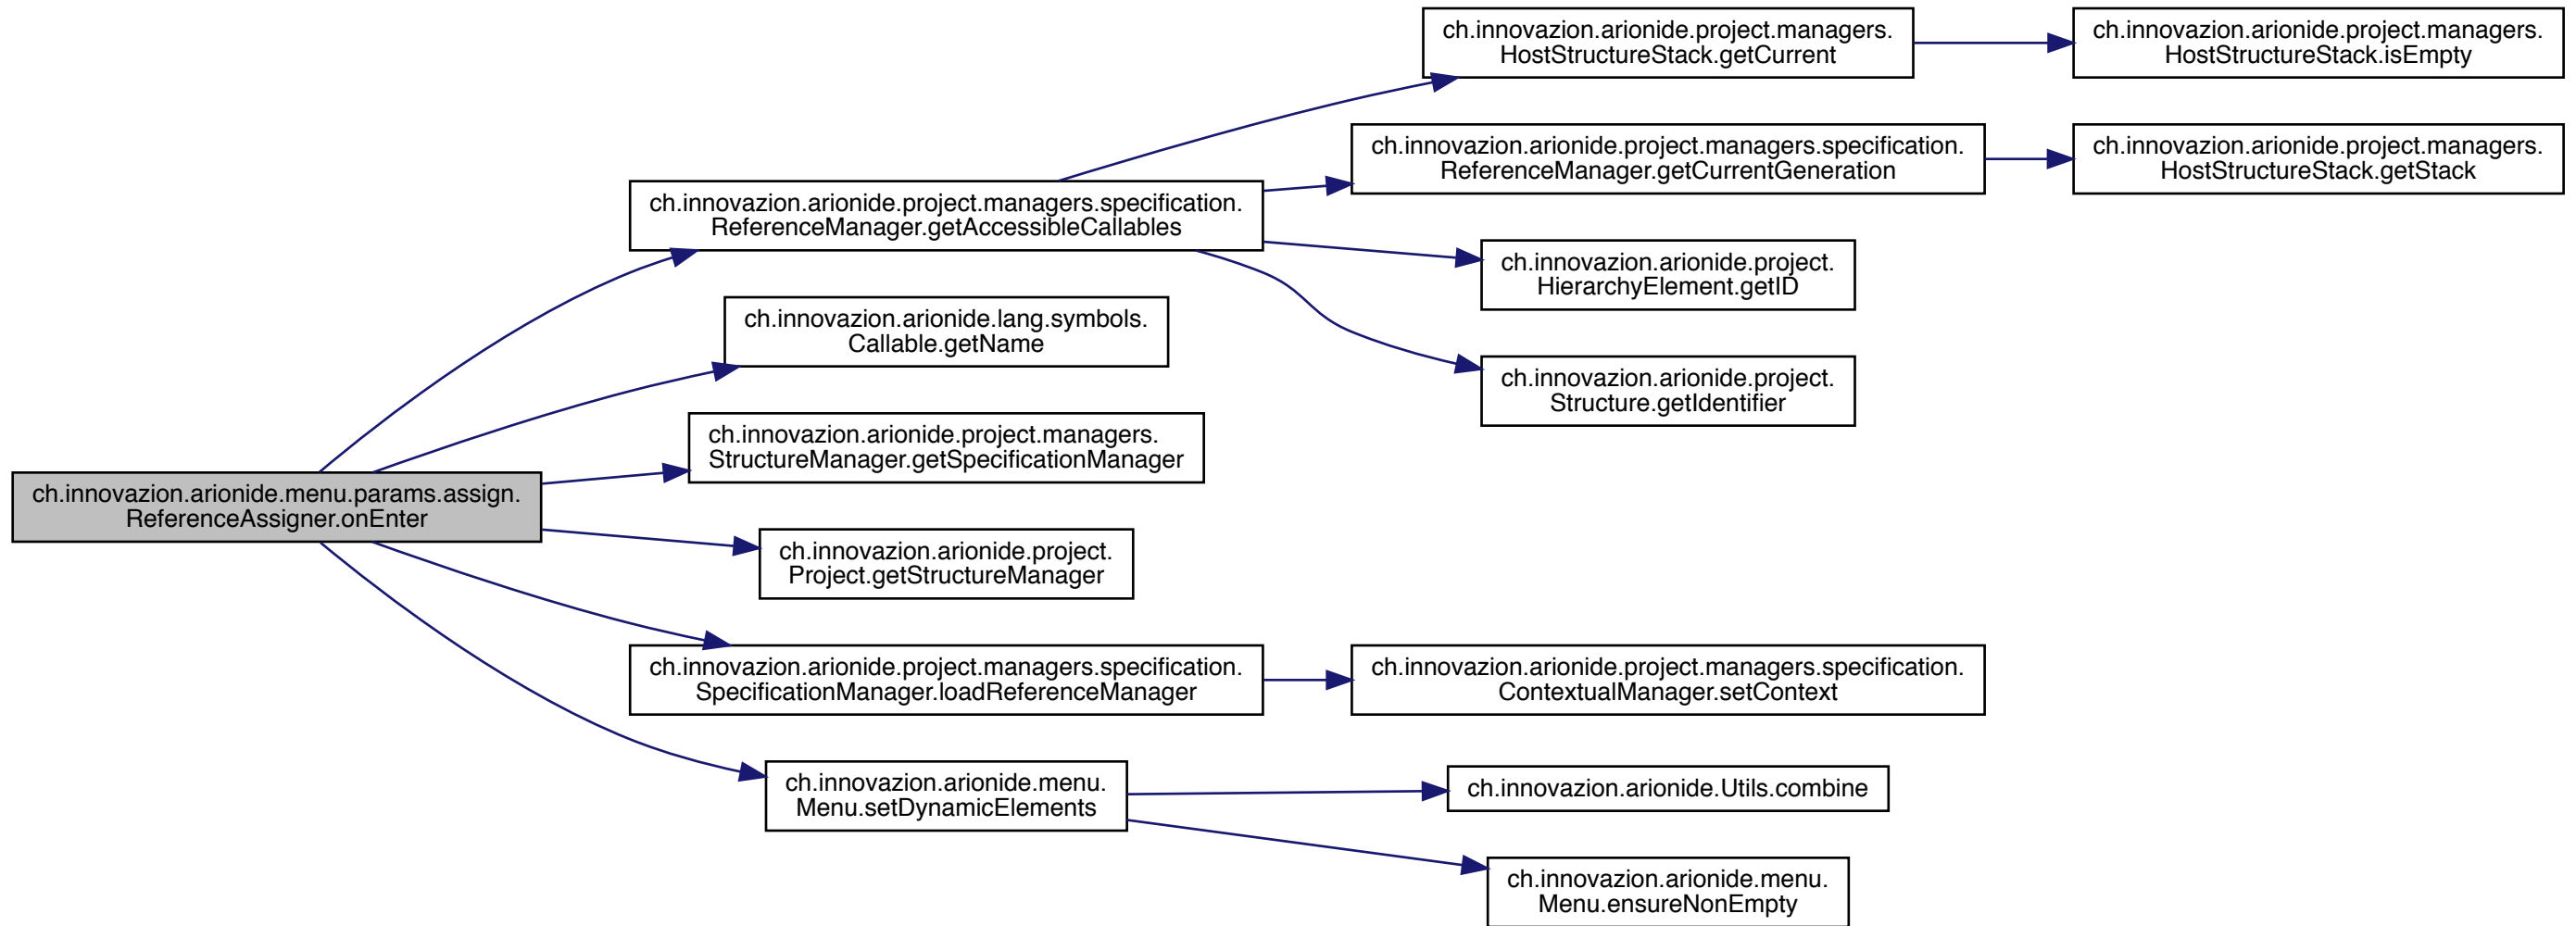 ch.innovazion.arionide.menu.params.assign.
ReferenceAssigner.onEnter
ch.innovazion.arionide.project.managers.specification.
ReferenceManager.getAccessibleCallables
ch.innovazion.arionide.lang.symbols.
Callable.getName
ch.innovazion.arionide.project.managers.
StructureManager.getSpecificationManager
ch.innovazion.arionide.project.
Project.getStructureManager
ch.innovazion.arionide.project.managers.specification.
SpecificationManager.loadReferenceManager
ch.innovazion.arionide.menu.
Menu.setDynamicElements
ch.innovazion.arionide.project.managers.
HostStructureStack.getCurrent
ch.innovazion.arionide.project.managers.specification.
ReferenceManager.getCurrentGeneration
ch.innovazion.arionide.project.
HierarchyElement.getID
ch.innovazion.arionide.project.
Structure.getIdentifier
ch.innovazion.arionide.project.managers.specification.
ContextualManager.setContext
ch.innovazion.arionide.Utils.combine
ch.innovazion.arionide.menu.
Menu.ensureNonEmpty
ch.innovazion.arionide.project.managers.
HostStructureStack.isEmpty
ch.innovazion.arionide.project.managers.
HostStructureStack.getStack